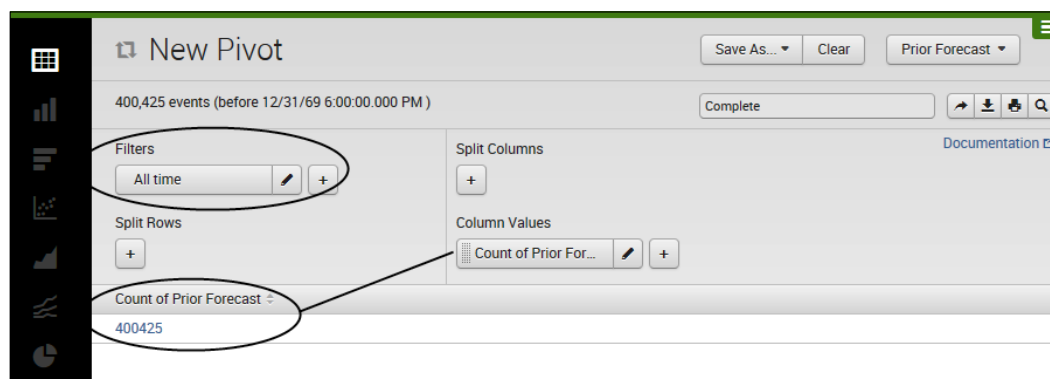 New Pivot
Save As...
Clear
Prior Forecast
400,425 events (before 12/31/69 6:00:00.000 PM )
Complete
Documentation
Filters
Split Columns
All time
+
+
Split Rows
Column Values
+
Count of Prior For...
+
Count of Prior Forecast
400425